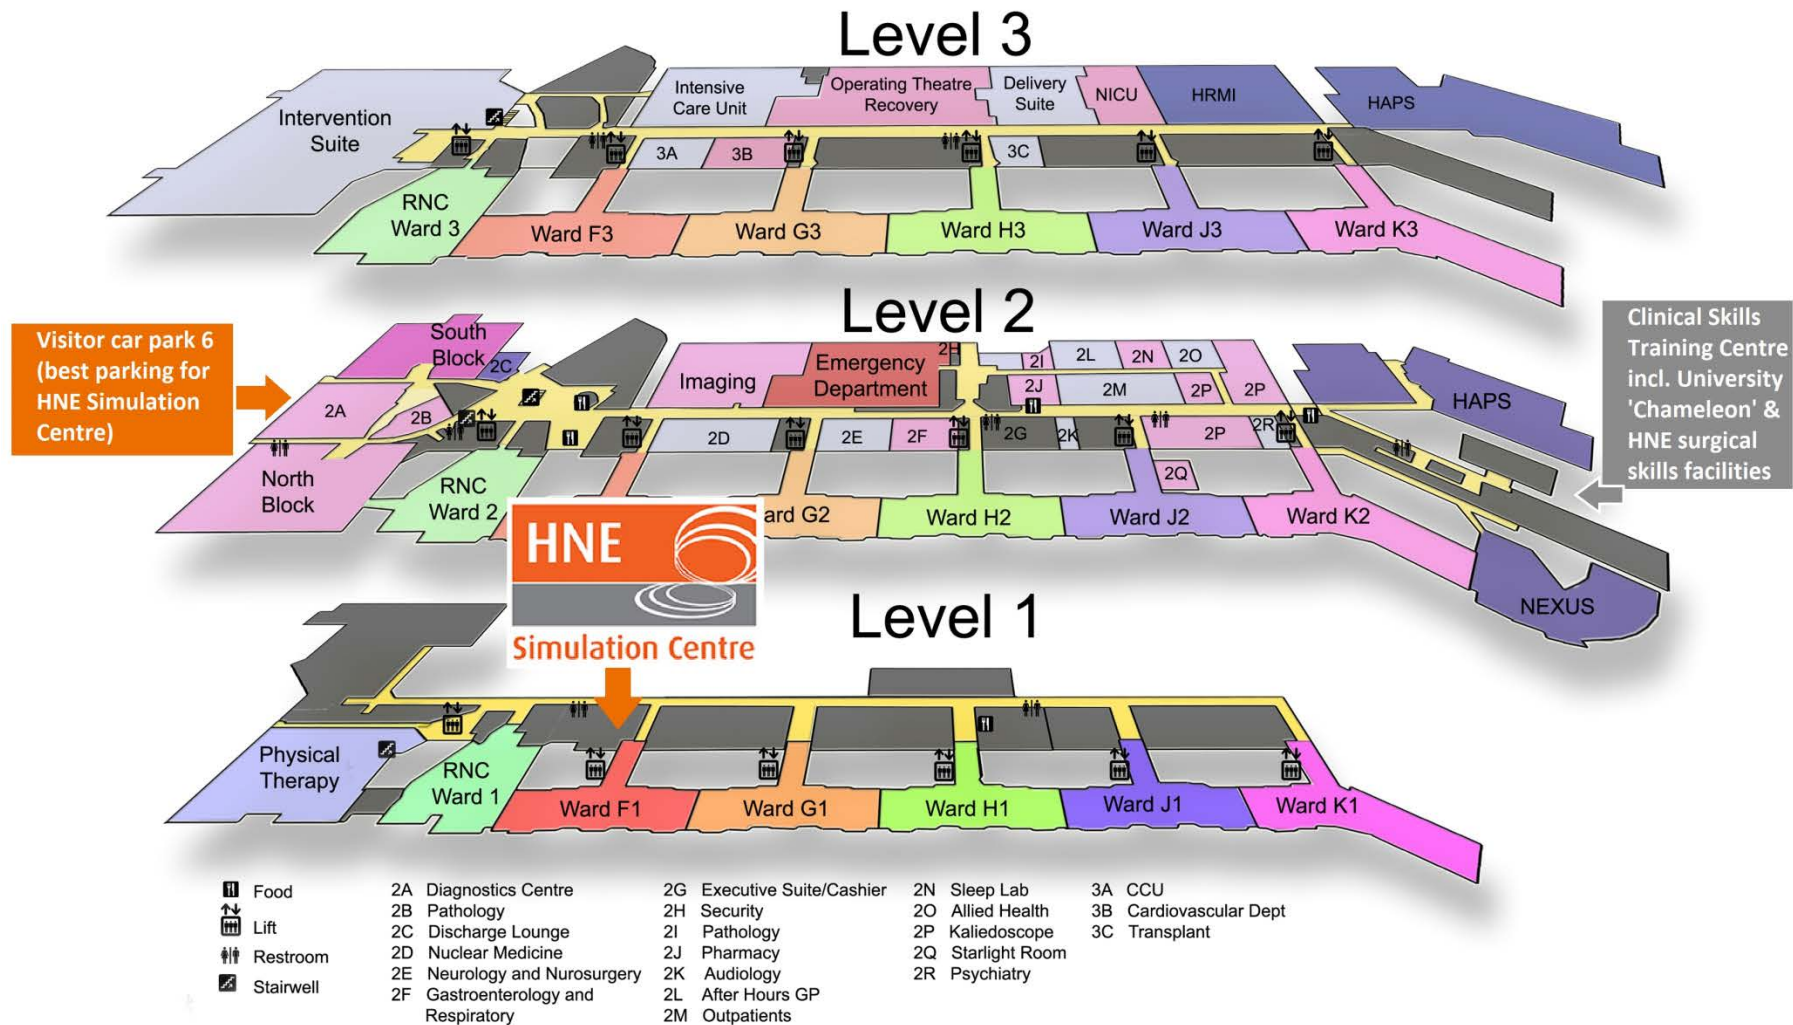 Level 3
Intervention
Suite
Intensive
Care Unit
Operating Theatre
Recovery
Delivery
Suite
NICU
HRMI
HAPS
3A
3B
3C
RNC
Ward 3
Ward F3
Ward G3
Ward H3
Ward J3
Ward K3
Level 2
Visitor car park 6
(best parking for
HNE Simulation
Centre)
South
Block
2C
2A
2B
North
Block
RNC
Ward 2
Imaging
Emergency
Department
2H
2I
2L
2N
2O
2J
2M
2P
2P
2D
2E
2F
2G
2K
2P
2R
2Q
HAPS
ard G2
Ward H2
Ward J2
Ward K2
NEXUS
Clinical Skills
Training Centre
incl. University
'Chameleon' &
HNE surgical
skills facilities
HNE
Simulation Centre
Level 1
Physical
Therapy
RNC
Ward 1
Ward F1
Ward G1
Ward H1
Ward J1
Ward K1
Food
Lift
Restroom
Stairwell
2A Diagnostics Centre
2B Pathology
2C Discharge Lounge
2D Nuclear Medicine
2E Neurology and Nurosurgery
2F Gastroenterology and
Respiratory
2G Executive Suite/Cashier
2H Security
2I Pathology
2J Pharmacy
2K Audiology
2L After Hours GP
2M Outpatients
2N Sleep Lab
2O Allied Health
2P Kaliedoscope
2Q Starlight Room
2R Psychiatry
3A CCU
3B Cardiovascular Dept
3C Transplant